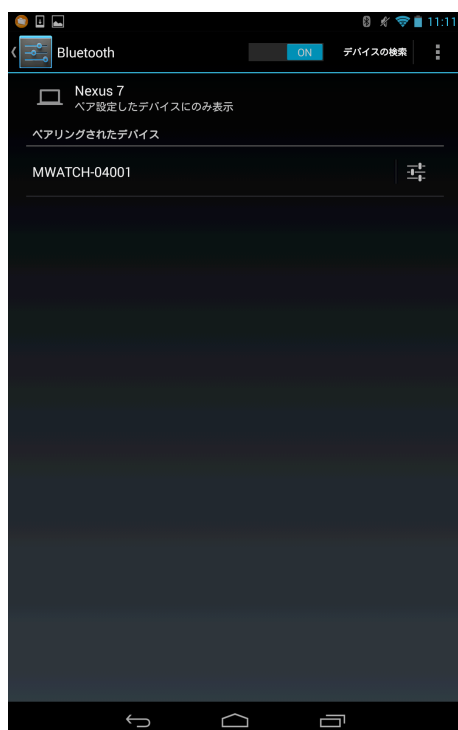 11:11
Bluetooth
ON
デバイスの検索
Nexus 7
ペア設定したデバイスにのみ表示
ペアリングされたデバイス
MWATCH-04001